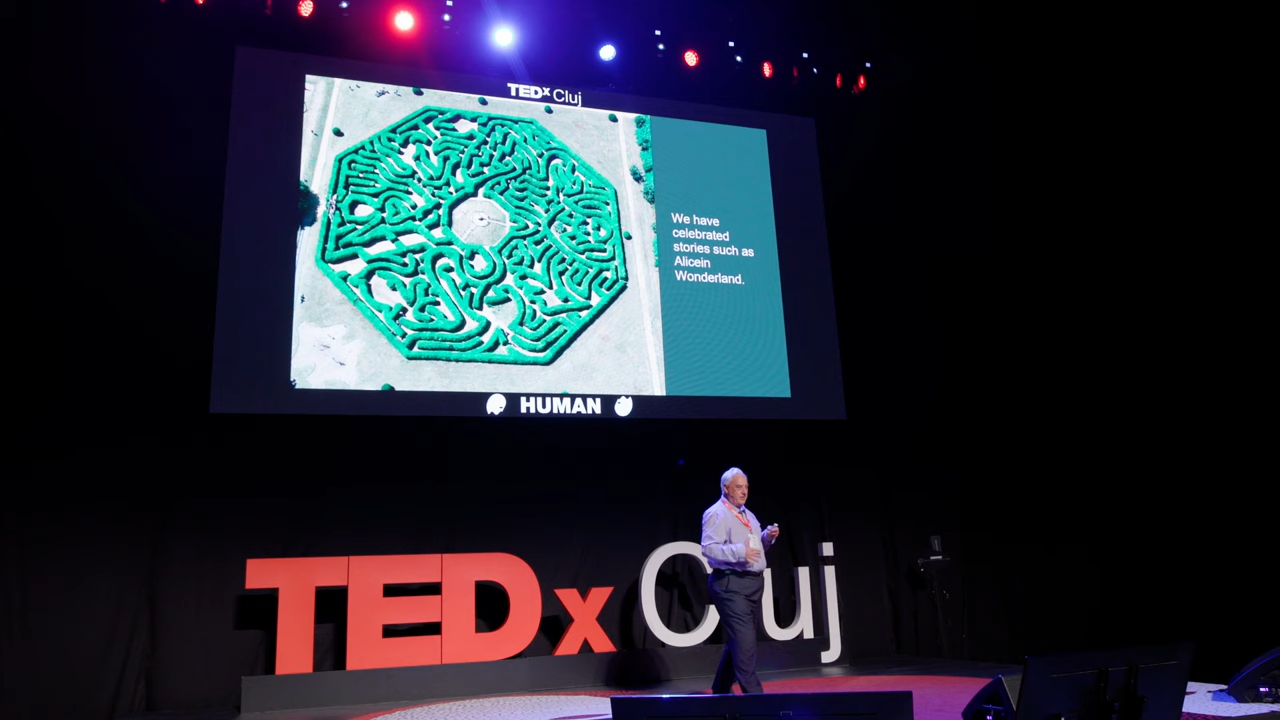 TEDx Cluj
We have
celebrated
stories such as
Alicein
Wonderland.
HUMAN
TEDx Cluj